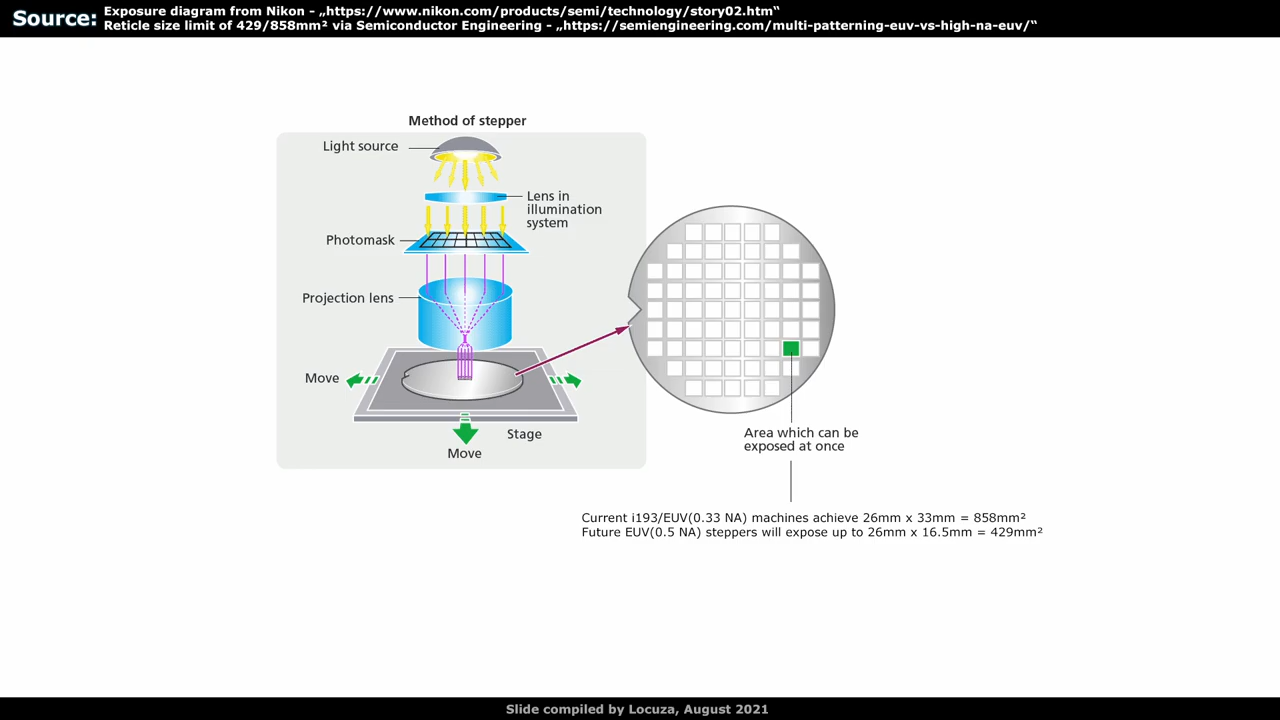 Source:
Exposure diagram from Nikon - „https://www.nikon.com/products/semi/technology/story02.htm“
Reticle size limit of 429/858mm² via Semiconductor Engineering - „https://semiengineering.com/multi-patterning-euv-vs-high-na-euv/“
Method of stepper
Light source
Lens in
illumination
system
Photomask
Projection lens
Move
Stage
Move
Area which can be
exposed at once
Current i193/EUV(0.33 NA) machines achieve 26mm x 33mm = 858mm²
Future EUV(0.5 NA) steppers will expose up to 26mm x 16.5mm = 429mm²
Slide compiled by Locuza, August 2021